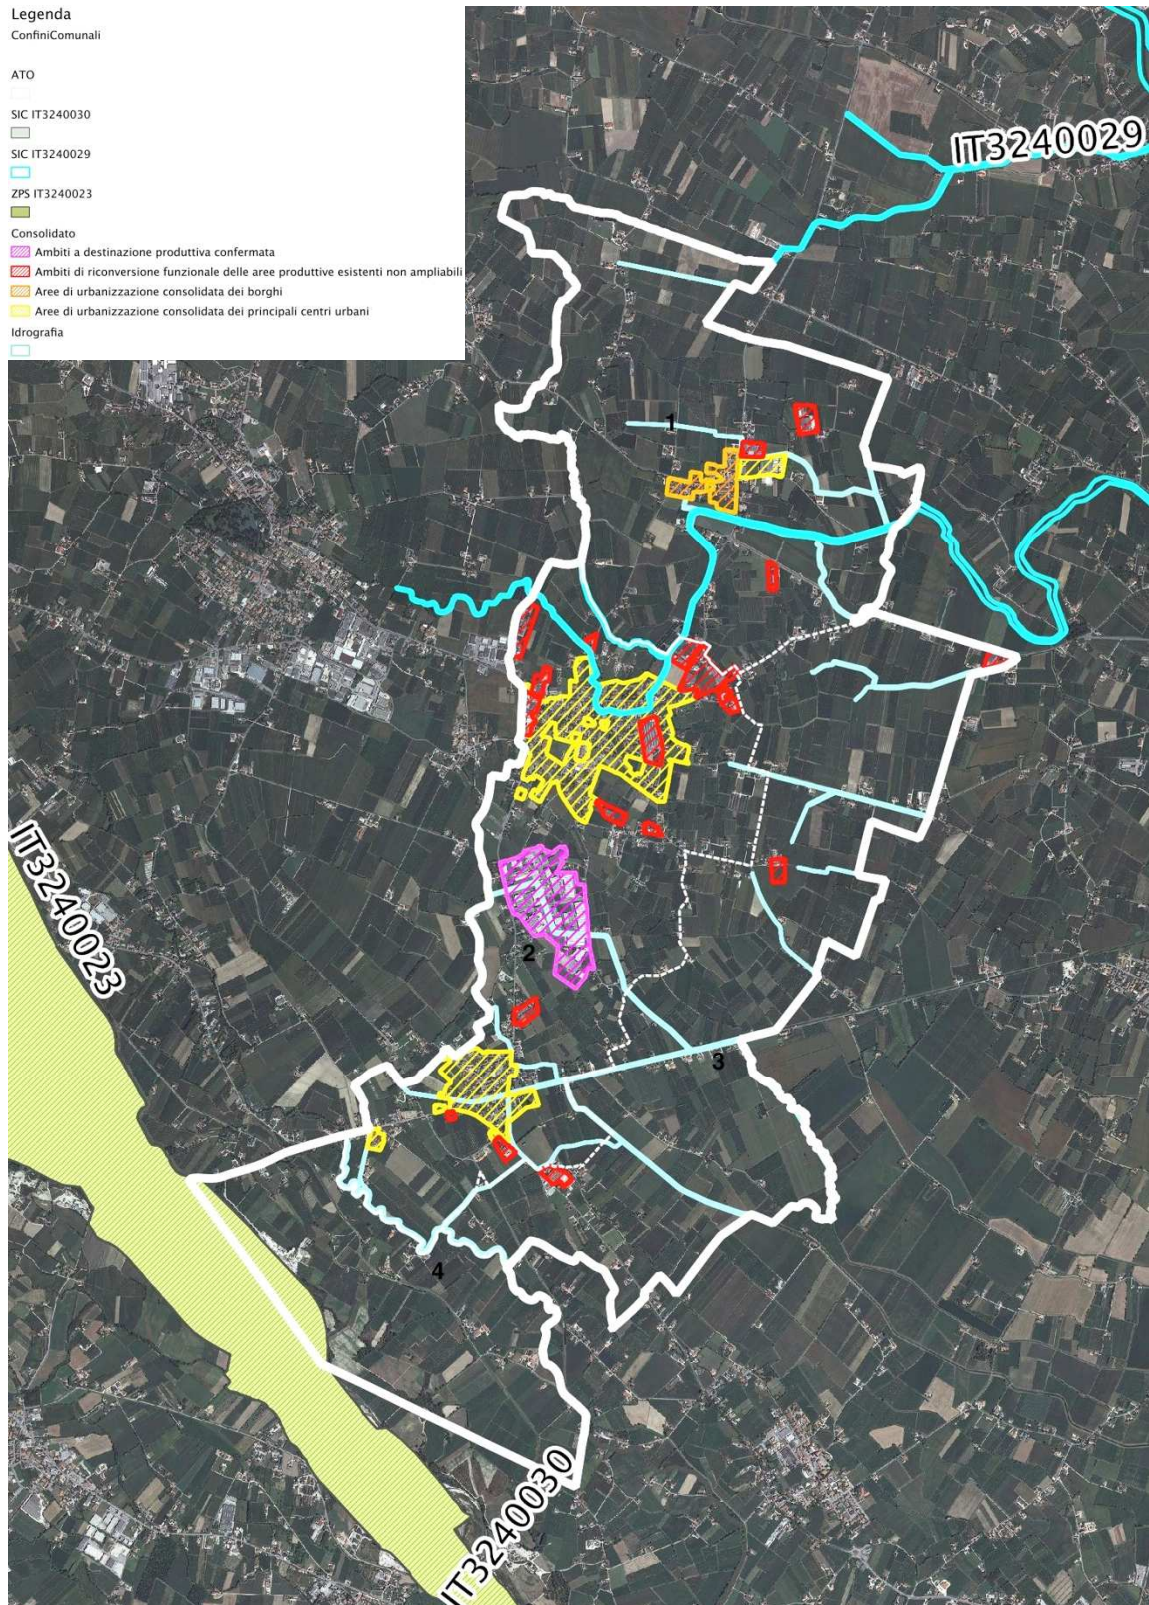 Legenda
ConfiniComunali
ATO
SIC IT3240030
SIC IT3240029
ZPS IT3240023
Consolidato
Ambiti a destinazione produttiva confermata
Ambiti di riconversione funzionale delle aree produttive esistenti non ampliabili
Aree di urbanizzazione consolidata dei borghi
Aree di urbanizzazione consolidata dei principali centri urbani
Idrografia
IT3240029
1
IT3240023
2
3
4
IT3240030